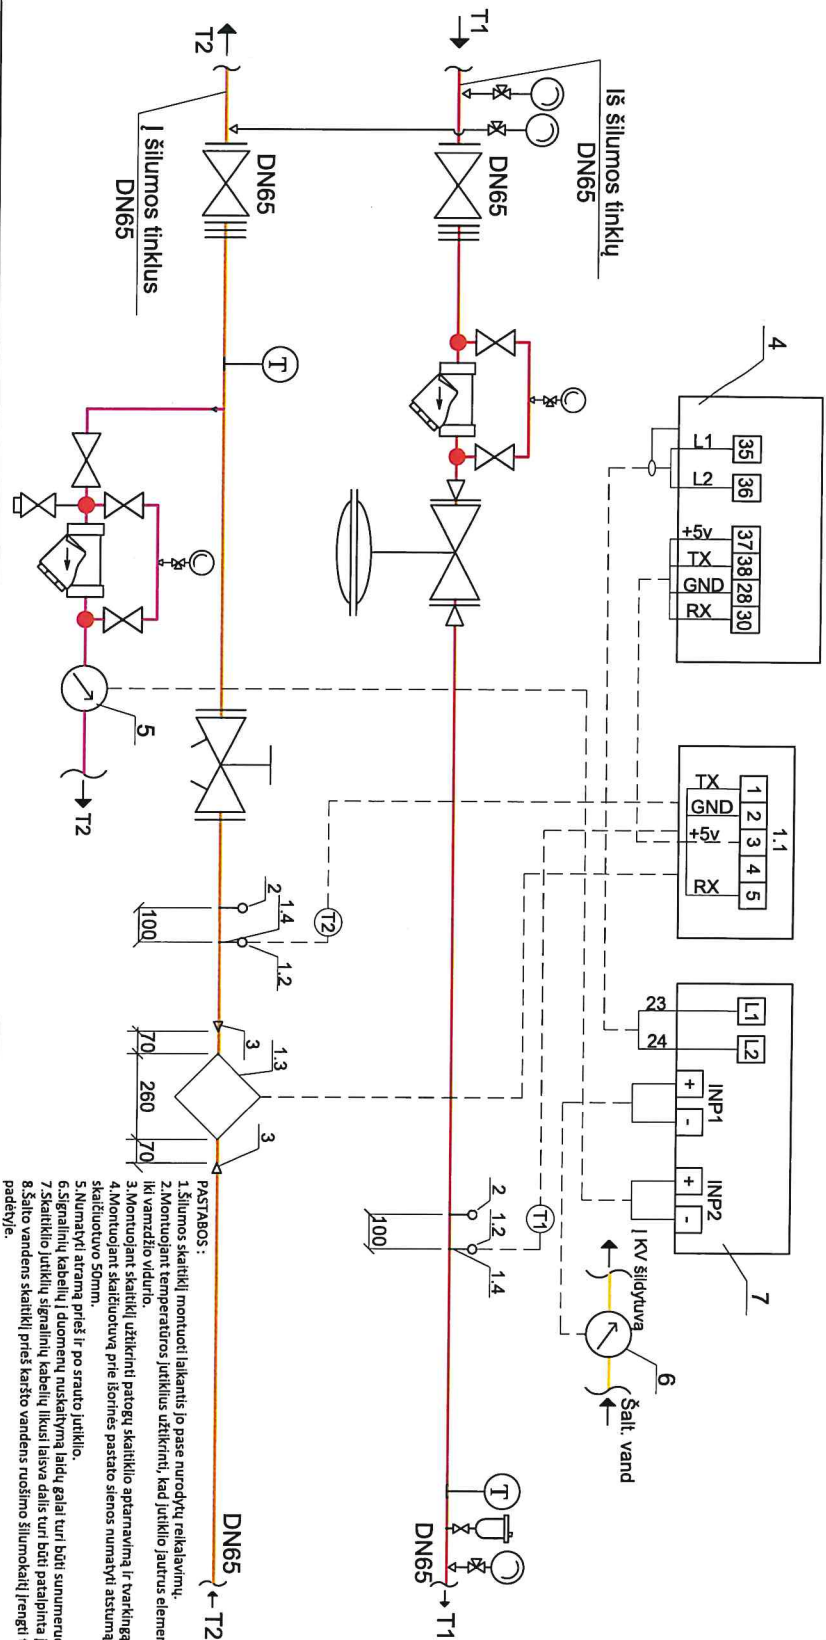 T1
Iš šilumos tinklų
DN65
DN65
T2
Į šilumos tinklus
DN65
DN65
T
4
L1
35
L2
36
+5v
37
TX
38
GND
28
RX
30
1.1
TX
1
GND
2
+5v
3
4
RX
5
7
23
L1
24
L2
INP1
+
-
INP2
+
-
Į KV šildytuvą
6
Šalt. vand
5
T2
T2
2
1.4
1.2
100
3
1.3
3
70
260
70
T1
2
1.2
1.4
100
T
DN65
T1
DN65
T2
PASTABOS :
1.Šilumos skaitiklį montuoti laikantis jo pase nurodytų reikalavimų.
2.Montuojant temperatūros jutiklius užtikrinti, kad jutiklio jautrus
iki vamzdžio vidurio.
3.Montuojant skaitiklį užtikrinti patogų skaitiklio aptarnavimą ir
4.Montuojant skaičiuotuvą prie išorinės pastato sienos numatyti
skaičiuotuvo 50mm.
5.Numatyti atramą prieš ir po srauto jutiklio.
6.Signalinių kabelių į duomenų nuskaitymą laidų galai turi būti
7.Skaitiklio jutiklių signalinių kabelių likusi laisva dalis turi būti patalpinta į
8.Šalto vandens skaitiklį prieš karšto vandens ruošimo šilumokaitį įrengti
padėtyje.